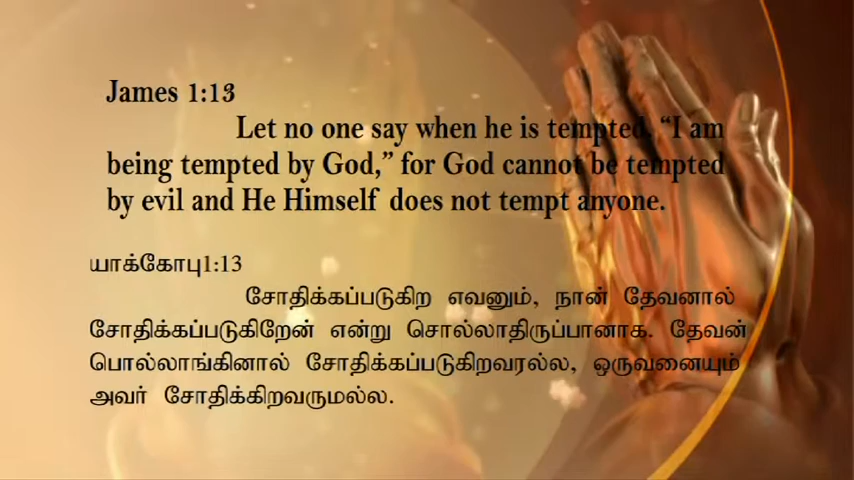 James 1:13
Let no one say when he is tempted, “I am
being tempted by God,” for God cannot be tempted
by evil and He Himself does not tempt anyone.
யாக்கோபு1:13
சோதிக்கப்படுகிற எவனும், நான் தேவனால்
சோதிக்கப்படுகிறேன் என்று சொல்லாதிருப்பானாக. தேவன்
பொல்லாங்கினால் சோதிக்கப்படுகிறவரல்ல, ஒருவனையும்
அவர் சோதிக்கிறவருமல்ல.